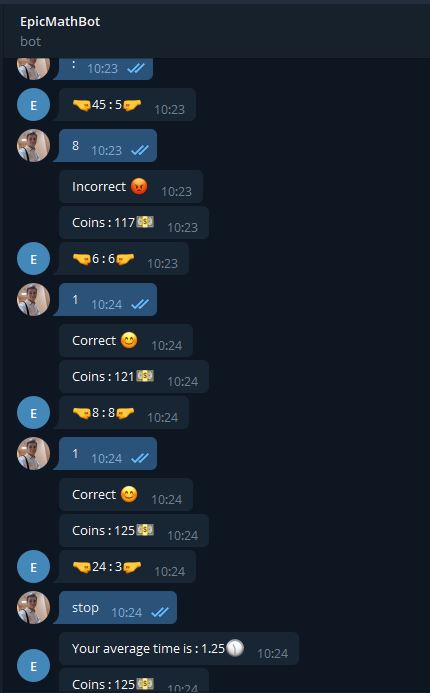 EpicMathBot
bot
: 10:23
E 🤜45 : 5🤛 10:23
8 10:23
Incorrect 😡 10:23
Coins : 117💵 10:23
E 🤜6 : 6🤛 10:23
1 10:24
Correct 😊 10:24
Coins : 121💵 10:24
E 🤜8 : 8🤛 10:24
1 10:24
Correct 😊 10:24
Coins : 125💵 10:24
E 🤜24 : 3🤛 10:24
stop 10:24
Your average time is : 1.25🕦 10:24
E
Coins : 125💵 10:24